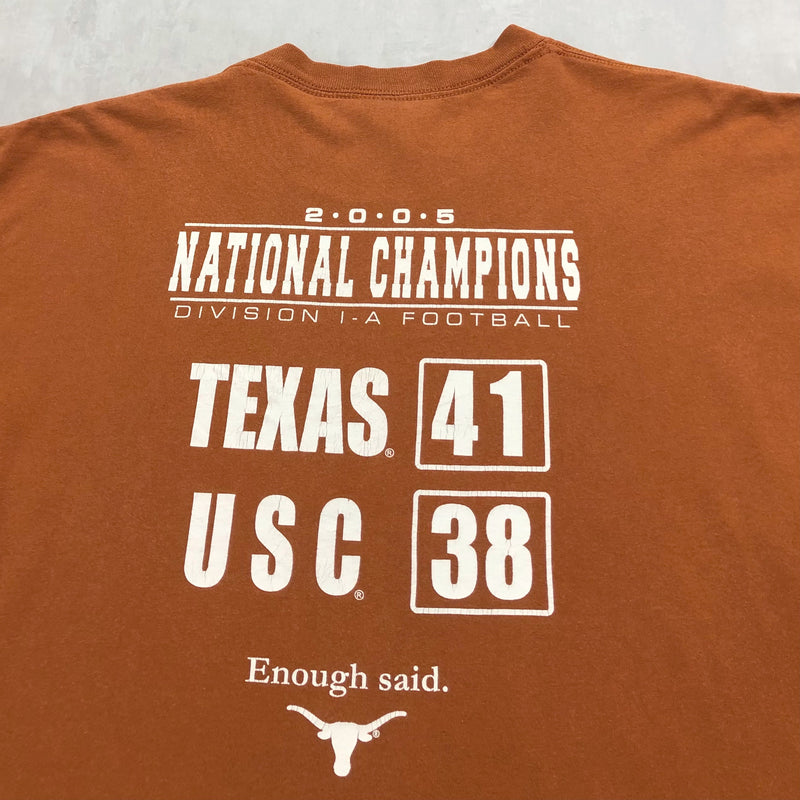 2·0·0·5
NATIONAL CHAMPIONS
DIVISION I-A FOOTBALL
TEXAS® 41
USC® 38
Enough said.
®